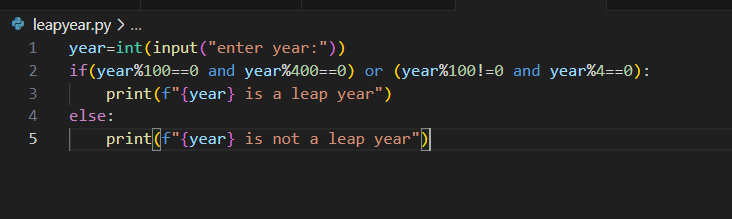 leapyear.py > ...
1 year=int(input("enter year:"))
2 if(year%100==0 and year%400==0) or (year%100!=0 and year%4==0):
3     print(f"{year} is a leap year")
4 else:
5     print(f"{year} is not a leap year")